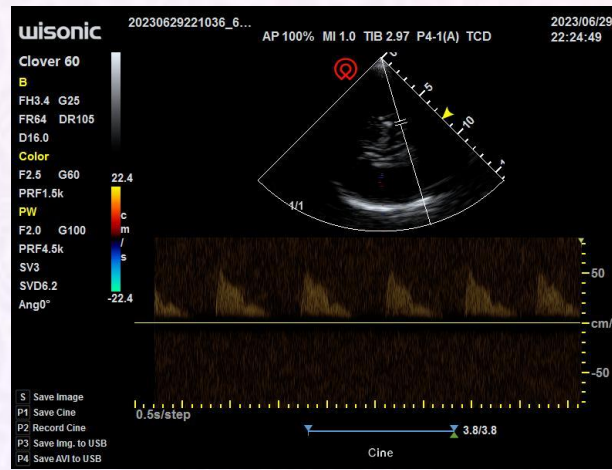 wisonic
20230629221036_6...
2023/06/29
AP 100% MI 1.0 TIB 2.97 P4-1(A) TCD
22:24:49
Clover 60
B
FH3.4 G25
FR64 DR105
D16.0
Color
F2.5 G60
PRF1.5k
PW
F2.0 G100
PRF4.5k
SV3
SVD6.2
Ang0°
22.4
c
m
/
s
-22.4
0
5
10
1
1/1
50
cm/
-50
0.5s/step
3.8/3.8
Cine
S Save Image
P1 Save Cine
P2 Record Cine
P3 Save Img. to USB
P4 Save AVI to USB